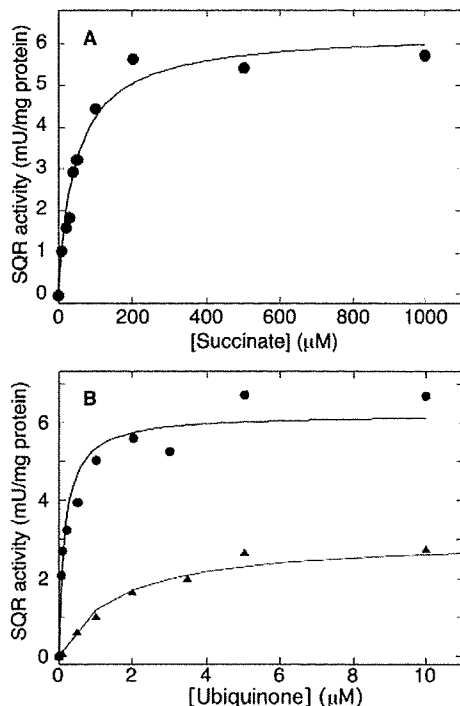 A
SQR activity (mU/mg protein)
6
5
4
3
2
1
0
0 200 400 600 800 1000
[Succinate] (μM)
B
SQR activity (mU/mg protein)
6
4
2
0
0 2 4 6 8 10
[Ubiquinone] (μM)